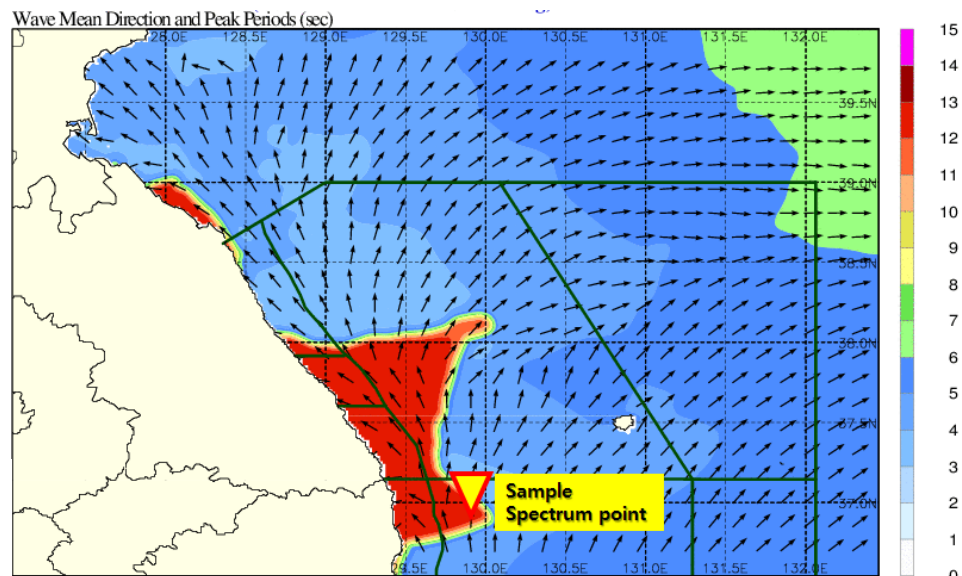 Wave Mean Direction and Peak Periods (sec)
128.0E 128.5E 129.0E 129.5E 130.0E 130.5E 131.0E 131.5E 132.0E
15
14
13
12
11
10
9
8
7
6
5
4
3
2
1
0
39.5N
39.0N
38.5N
38.0N
37.5N
37.0N
Sample
Spectrum point
129.5E 130.0E 130.5E 131.0E 131.5E 132.0E